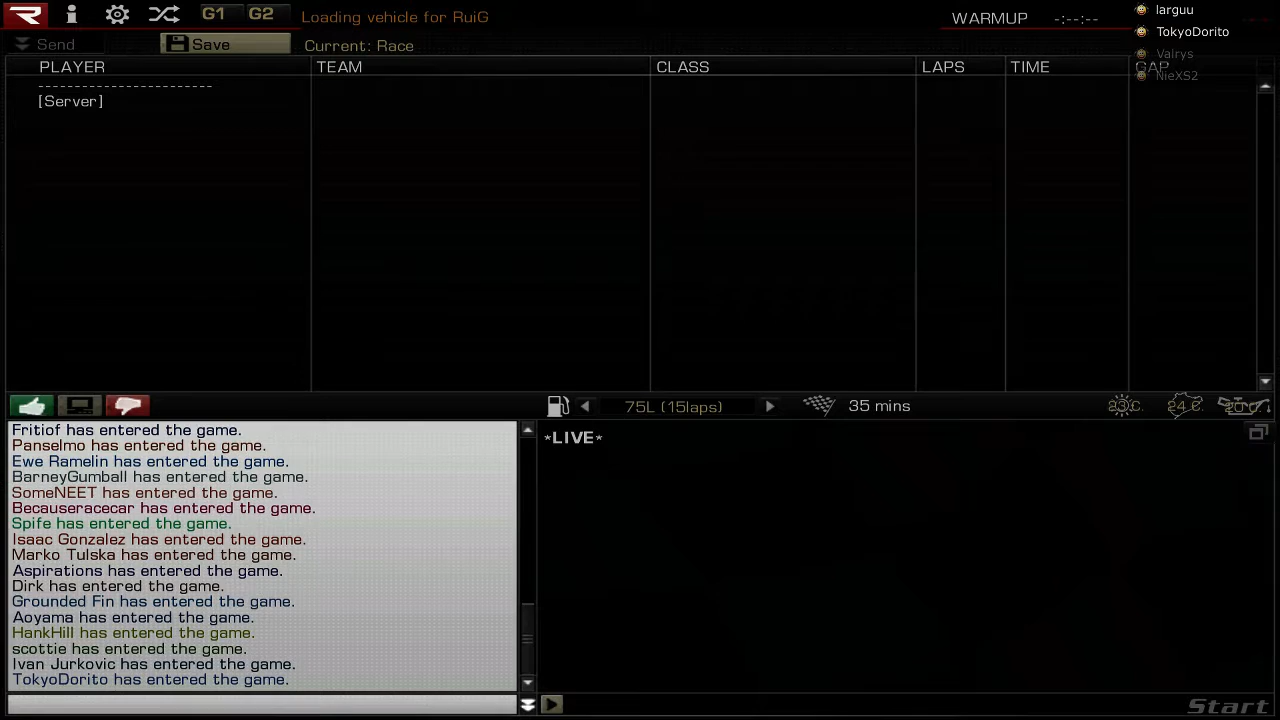 G1 G2 Loading vehicle for RuiG WARMUP -:--:-- larguu
TokyoDorito
Send Save Current: Race Valrys
PLAYER TEAM CLASS LAPS TIME GAP
NieXS2
------------------------
[Server]
75L (15laps) 35 mins 23°C. 24°C.
*LIVE*
Fritiof has entered the game.
Panselmo has entered the game.
Ewe Ramelin has entered the game.
BarneyGumball has entered the game.
SomeNEET has entered the game.
Becauseracecar has entered the game.
Spife has entered the game.
Isaac Gonzalez has entered the game.
Marko Tulska has entered the game.
Aspirations has entered the game.
Dirk has entered the game.
Grounded Fin has entered the game.
Aoyama has entered the game.
HankHill has entered the game.
scottie has entered the game.
Ivan Jurkovic has entered the game.
TokyoDorito has entered the game.
Start